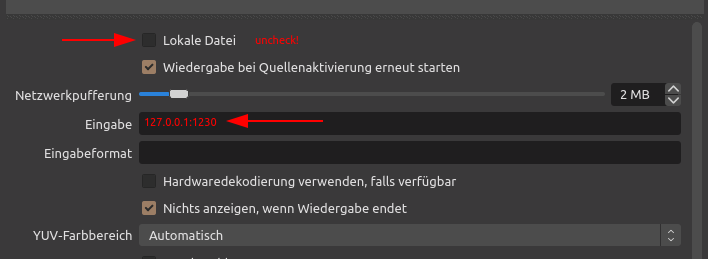 Lokale Datei uncheck!
Wiedergabe bei Quellenaktivierung erneut starten
Netzwerkpufferung 2 MB
Eingabe 127.0.0.1:1230
Eingabeformat
Hardwaredekodierung verwenden, falls verfügbar
Nichts anzeigen, wenn Wiedergabe endet
YUV-Farbbereich Automatisch